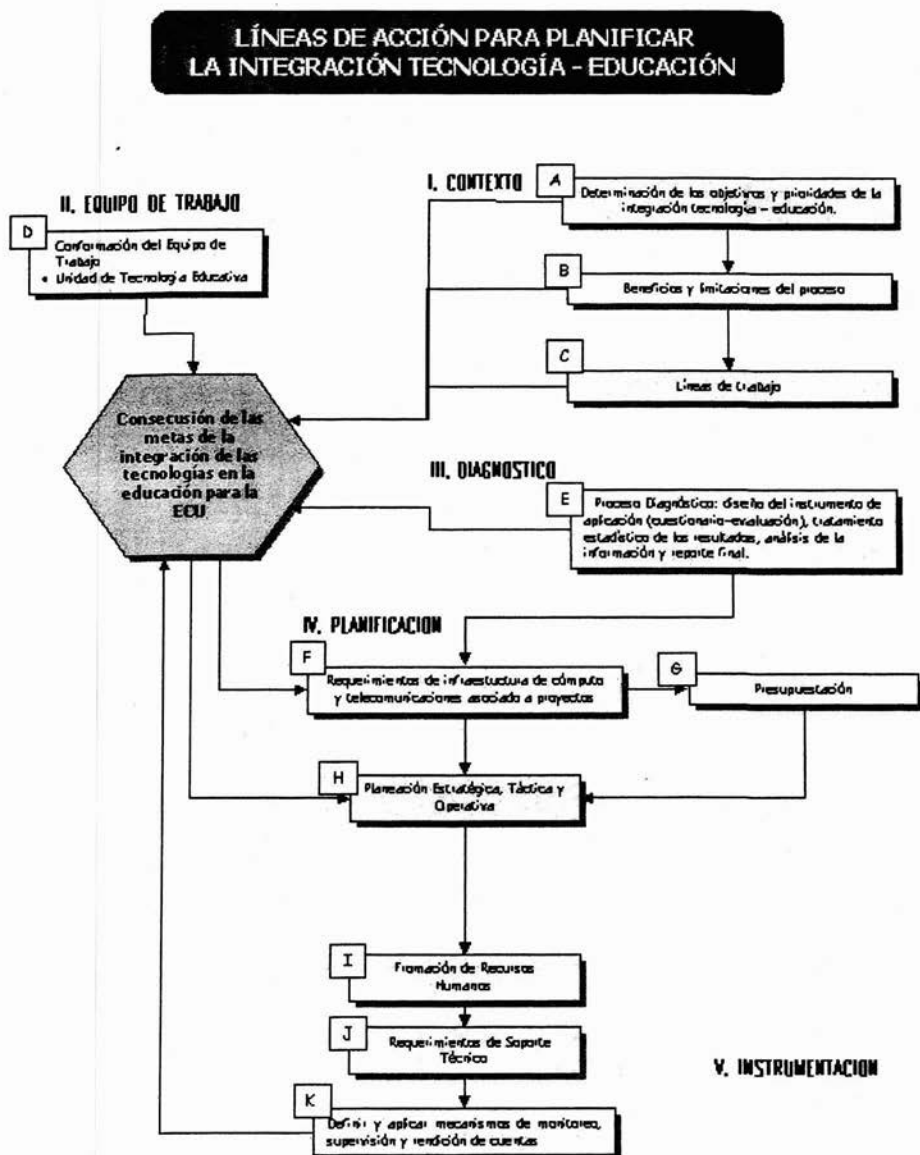 LÍNEAS DE ACCIÓN PARA PLANIFICAR
LA INTEGRACIÓN TECNOLOGÍA – EDUCACIÓN
I. CONTEXTO
A
Determinación de los objetivos y prioridades de la
integración tecnología – educación.
II. EQUIPO DE TRABAJO
D
Conformación del Equipo de
Trabajo
• Unidad de Tecnología Educativa
B
Beneficios y limitaciones del proceso
C
Líneas de trabajo
Consecusión de las
metas de la
integración de las
tecnologías en la
educación para la
ECU
III. DIAGNOSTICO
E
Proceso Diagnóstico: diseño del instrumento de
aplicación (cuestionario-evaluación), tratamiento
estadístico de los resultados, análisis de la
información y reporte final.
IV. PLANIFICACION
F
Requerimientos de infraestuctura de cómputo
y telecomunicaciones asociado a proyectos
G
Presupuestación
H
Planeación Estratégica, Táctica y
Operativa
I
Fromación de Recursos
Humanos
J
Requerimientos de Soporte
Técnico
V. INSTRUMENTACION
K
Definir y aplicar mecanismos de monitoreo,
supervisión y rendición de cuentas